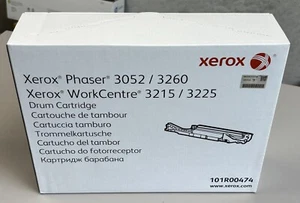 xerox
Xerox® Phaser® 3052 / 3260
Xerox® WorkCentre® 3215 / 3225
Drum Cartridge
Cartouche de tambour
Cartuccia tamburo
Trommelkartusche
Cartucho del tambor
Cartucho do fotorreceptor
Картридж барабана
101R00474
www.xerox.com